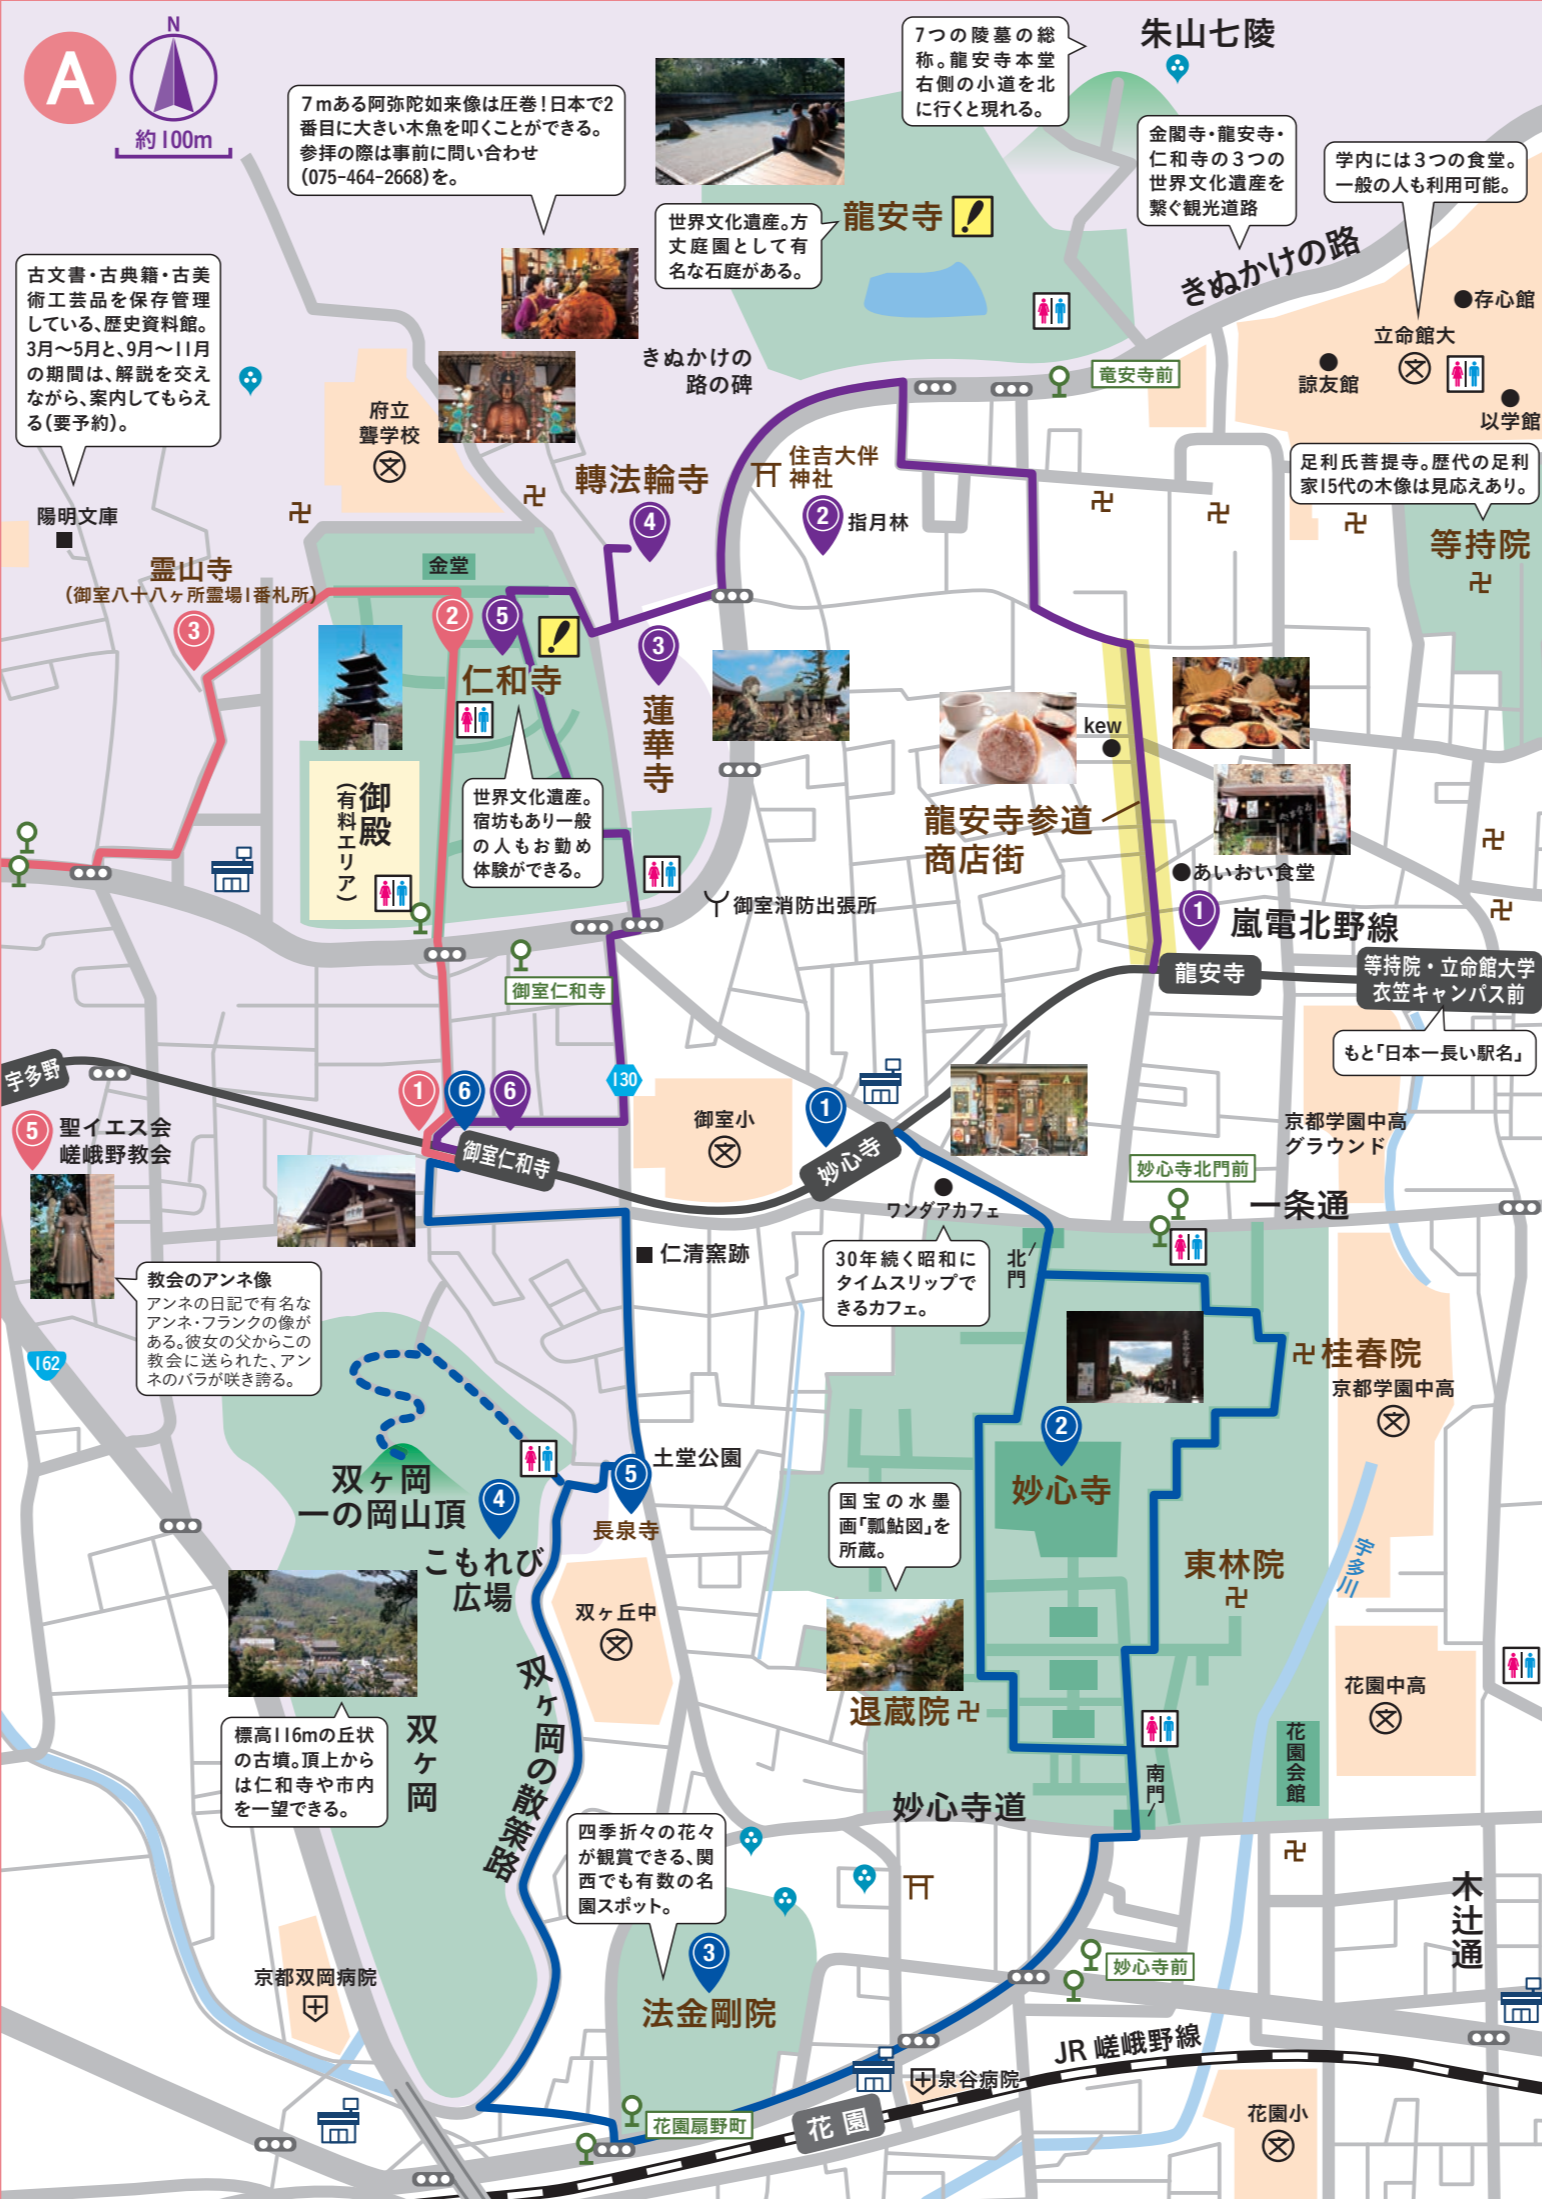 A
N
約100m
7mある阿弥陀如来像は圧巻！日本で2
番目に大きい木魚を叩くことができる。
参拝の際は事前に問い合わせ
(075-464-2668)を。
7つの陵墓の総
称。龍安寺本堂
右側の小道を北
に行くと現れる。
朱山七陵
金閣寺・龍安寺・
仁和寺の3つの
世界文化遺産を
繋ぐ観光道路
学内には3つの食堂。
一般の人も利用可能。
世界文化遺産。方
丈庭園として有
名な石庭がある。
龍安寺
きぬかけの路
古文書・古典籍・古美
術工芸品を保存管理
している、歴史資料館。
3月〜5月と、9月〜11月
の期間は、解説を交え
ながら、案内してもらえ
る(要予約)。
存心館
立命館大
諒友館
以学館
きぬかけの
路の碑
竜安寺前
府立
聾学校
足利氏菩提寺。歴代の足利
家15代の木像は見応えあり。
等持院
陽明文庫
轉法輪寺
4
住吉大伴
神社
2
指月林
霊山寺
(御室八十八ヶ所霊場1番札所)
3
金堂
2
5
仁和寺
3
蓮華寺
kew
御殿
(有料エリア)
世界文化遺産。
宿坊もあり一般
の人もお勤め
体験ができる。
龍安寺参道
商店街
あいおい食堂
御室消防出張所
1
嵐電北野線
龍安寺
等持院・立命館大学
衣笠キャンパス前
もと「日本一長い駅名」
御室仁和寺
宇多野
130
1
6
6
御室仁和寺
5
聖イエス会
嵯峨野教会
御室小
1
妙心寺
京都学園中高
グラウンド
妙心寺北門前
一条通
ワンダアカフェ
仁清窯跡
30年続く昭和に
タイムスリップで
きるカフェ。
北門
教会のアンネ像
アンネの日記で有名な
アンネ・フランクの像が
ある。彼女の父からこの
教会に送られた、アン
ネのバラが咲き誇る。
162
桂春院
京都学園中高
2
妙心寺
土堂公園
5
長泉寺
双ヶ岡
一の岡山頂
4
こもれび
広場
国宝の水墨
画「瓢鮎図」を
所蔵。
東林院
宇多川
双ヶ丘中
双ヶ岡の散策路
退蔵院
花園中高
標高116mの丘状
の古墳。頂上から
は仁和寺や市内
を一望できる。
双ヶ岡
花園会館
南門
妙心寺道
四季折々の花々
が観賞できる、関
西でも有数の名
園スポット。
木辻通
3
法金剛院
京都双岡病院
妙心寺前
JR 嵯峨野線
泉谷病院
花園扇野町
花園
花園小